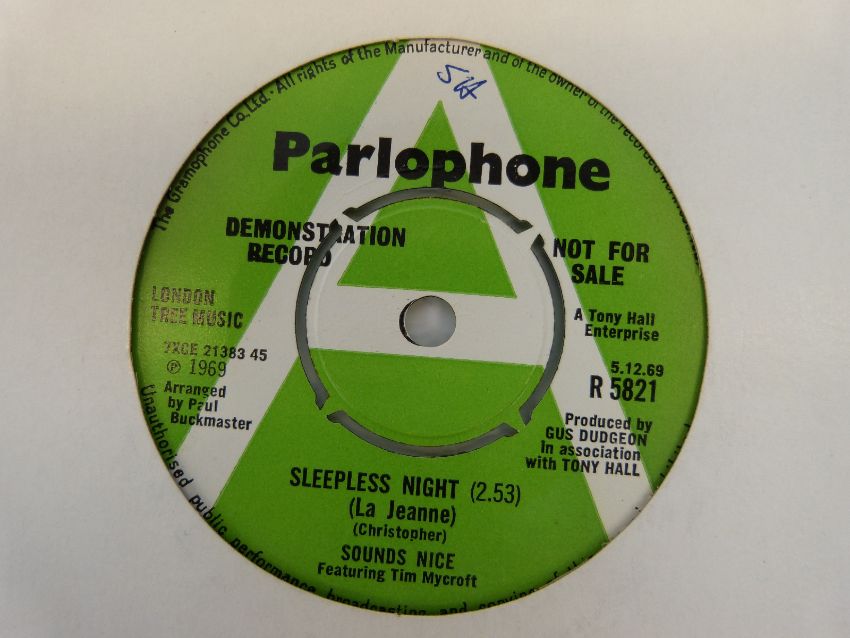 The Gramophone Co. Ltd · All rights of the Manufacturer and of the owner of the recorded
5/-
Parlophone
DEMONSTRATION
RECORD
NOT FOR
SALE
LONDON
TREE MUSIC
A Tony Hall
Enterprise
7XCE 21383 45
℗ 1969
5.12.69
R 5821
Arranged
by Paul
Buckmaster
Produced by
GUS DUDGEON
in association
with TONY HALL
SLEEPLESS NIGHT (2.53)
(La Jeanne)
(Christopher)
SOUNDS NICE
Featuring Tim Mycroft
Unauthorised public performance broadcasting and copying of this